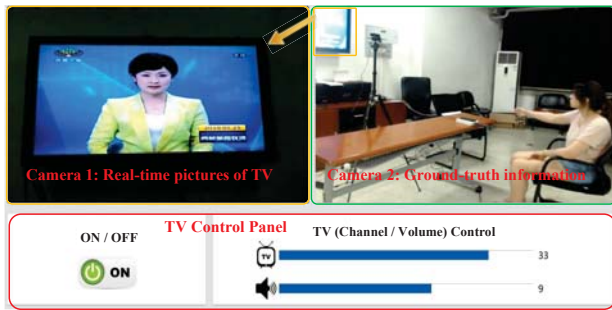 Camera 1: Real-time pictures of TV
Camera 2: Ground-truth information
TV Control Panel
ON / OFF
TV (Channel / Volume) Control
ON
TV
33
9